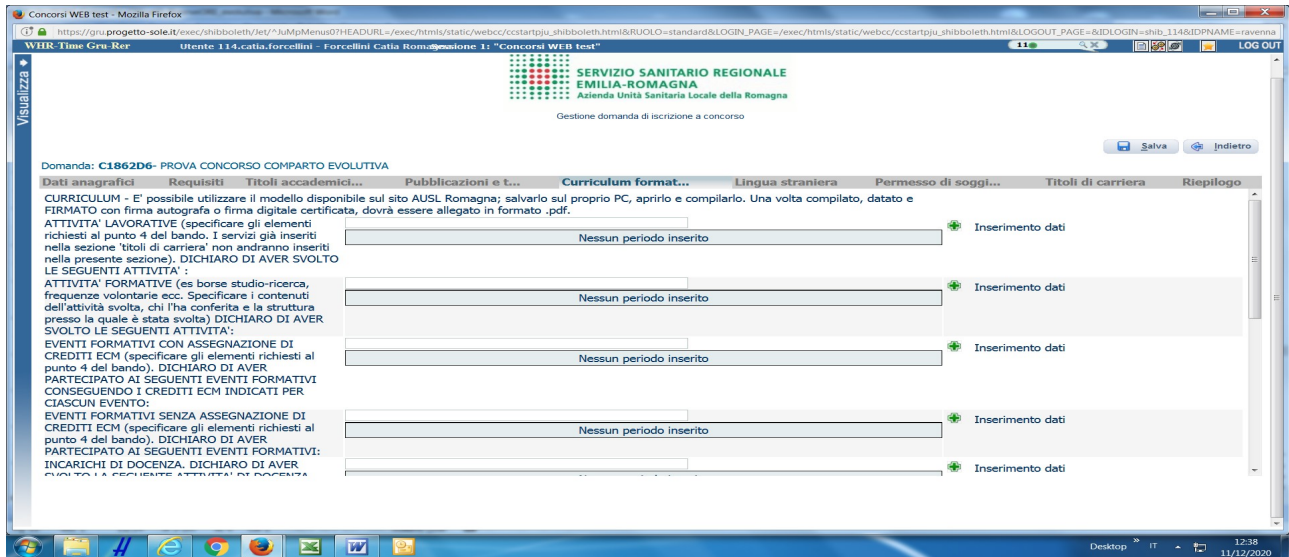 Concorsi WEB test - Mozilla Firefox
https://gru.progetto-sole.it/exec/shibboleth/Jet/^JuMpMenus0?HEADURL=/exec/htmls/static/webcc/ccstartpju_shibboleth.html&RUOLO=standard&LOGIN_PAGE=/exec/htmls/static/webcc/ccstartpju_shibboleth.html&LOGOUT_PAGE=&IDLOGIN=shib_114&IDPNAME=ravenna
WHR-Time Gru-Rer Utente 114.catia.forcellini - Forcellini Catia Romagna Sessione 1: "Concorsi WEB test" 110 LOG OUT
Visualizza
SERVIZIO SANITARIO REGIONALE
EMILIA-ROMAGNA
Azienda Unità Sanitaria Locale della Romagna
Gestione domanda di iscrizione a concorso
Salva Indietro
Domanda: C1862D6- PROVA CONCORSO COMPARTO EVOLUTIVA
Dati anagrafici Requisiti Titoli accademici... Pubblicazioni e t... Curriculum format... Lingua straniera Permesso di soggi... Titoli di carriera Riepilogo
CURRICULUM - E' possibile utilizzare il modello disponibile sul sito AUSL Romagna; salvarlo sul proprio PC, aprirlo e compilarlo. Una volta compilato, datato e
FIRMATO con firma autografa o firma digitale certificata, dovrà essere allegato in formato .pdf.
ATTIVITA' LAVORATIVE (specificare gli elementi
richiesti al punto 4 del bando. I servizi già inseriti
nella sezione 'titoli di carriera' non andranno inseriti
nella presente sezione). DICHIARO DI AVER SVOLTO
LE SEGUENTI ATTIVITA' :
Nessun periodo inserito
Inserimento dati
ATTIVITA' FORMATIVE (es borse studio-ricerca,
frequenze volontarie ecc. Specificare i contenuti
dell'attività svolta, chi l'ha conferita e la struttura
presso la quale è stata svolta) DICHIARO DI AVER
SVOLTO LE SEGUENTI ATTIVITA':
Nessun periodo inserito
Inserimento dati
EVENTI FORMATIVI CON ASSEGNAZIONE DI
CREDITI ECM (specificare gli elementi richiesti al
punto 4 del bando). DICHIARO DI AVER
PARTECIPATO AI SEGUENTI EVENTI FORMATIVI
CONSEGUENDO I CREDITI ECM INDICATI PER
CIASCUN EVENTO:
Nessun periodo inserito
Inserimento dati
EVENTI FORMATIVI SENZA ASSEGNAZIONE DI
CREDITI ECM (specificare gli elementi richiesti al
punto 4 del bando). DICHIARO DI AVER
PARTECIPATO AI SEGUENTI EVENTI FORMATIVI:
Nessun periodo inserito
Inserimento dati
INCARICHI DI DOCENZA. DICHIARO DI AVER
SVOLTO LA SEGUENTE ATTIVITA' DI DOCENZA
Inserimento dati
Desktop » IT 12:38
11/12/2020